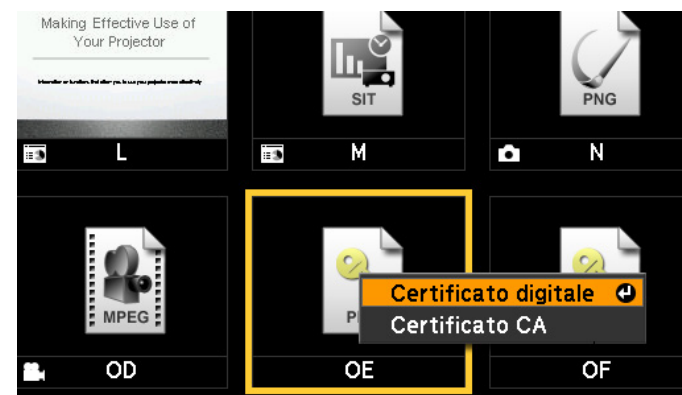 Making Effective Use of
Your Projector
SIT
PNG
L
M
N
MPEG
Certificato digitale
Certificato CA
OD
OE
OF